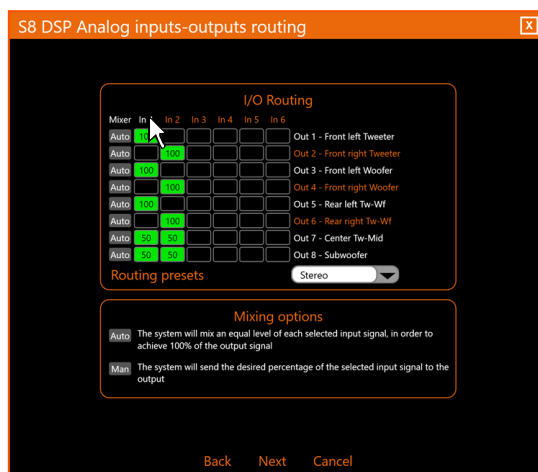 S8 DSP Analog inputs-outputs routing X
I/O Routing
Mixer In In 2 In 3 In 4 In 5 In 6
Auto Out 1 - Front left Tweeter
Auto 100 Out 2 - Front right Tweeter
Auto 100 Out 3 - Front left Woofer
Auto 100 Out 4 - Front right Woofer
Auto 100 Out 5 - Rear left Tw-Wf
Auto 100 Out 6 - Rear right Tw-Wf
Auto 50 50 Out 7 - Center Tw-Mid
Auto 50 50 Out 8 - Subwoofer
Routing presets Stereo
Mixing options
Auto The system will mix an equal level of each selected input signal, in order to
achieve 100% of the output signal
Man The system will send the desired percentage of the selected input signal to the
output
Back Next Cancel